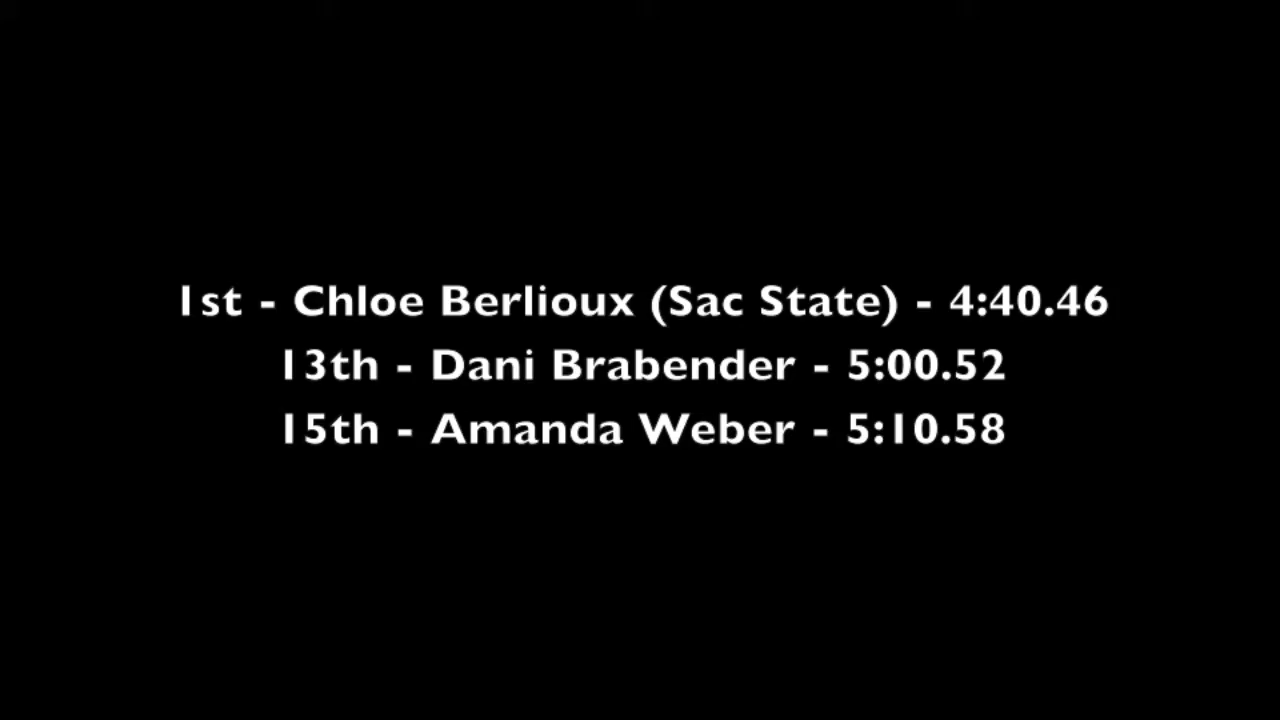 1st - Chloe Berlioux (Sac State) - 4:40.46
13th - Dani Brabender - 5:00.52
15th - Amanda Weber - 5:10.58